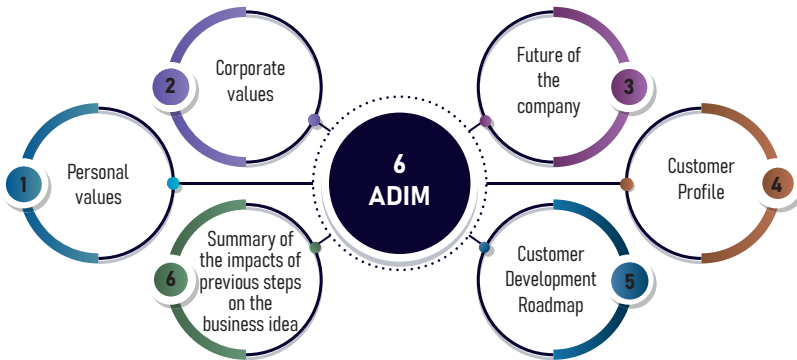 6
ADIM
1
Personal
values
2
Corporate
values
3
Future of
the
company
4
Customer
Profile
5
Customer
Development
Roadmap
6
Summary of
the impacts of
previous steps
on the
business idea